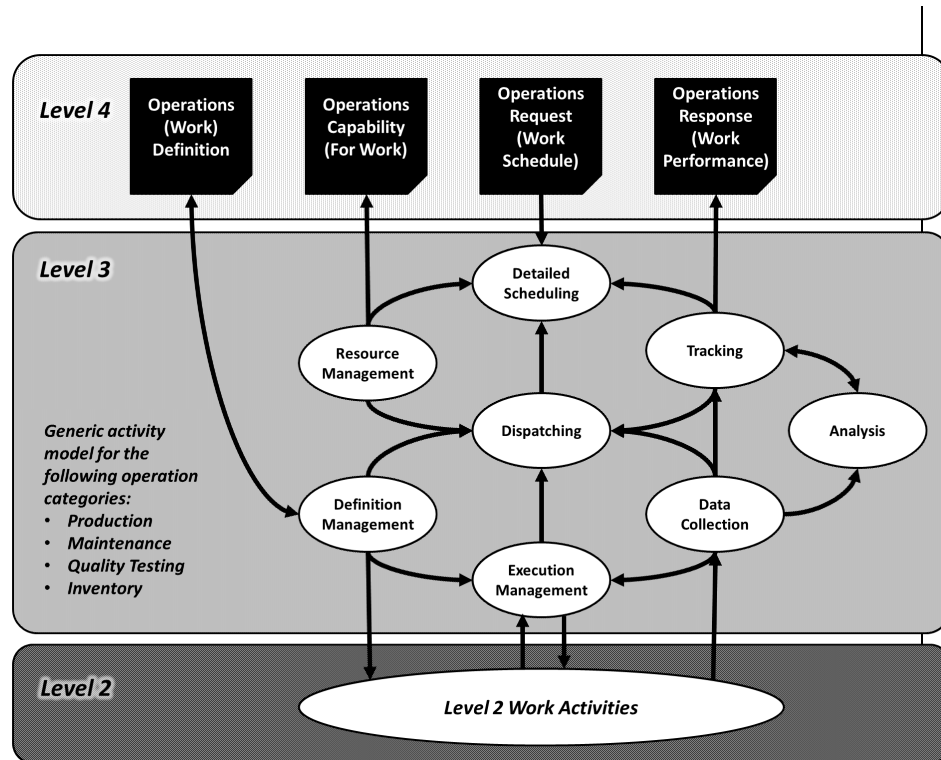 Level 4
Operations
(Work)
Definition
Operations
Capability
(For Work)
Operations
Request
(Work
Schedule)
Operations
Response
(Work
Performance)
Level 3
Detailed
Scheduling
Resource
Management
Tracking
Dispatching
Analysis
Generic activity
model for the
following operation
categories:
• Production
• Maintenance
• Quality Testing
• Inventory
Definition
Management
Data
Collection
Execution
Management
Level 2
Level 2 Work Activities